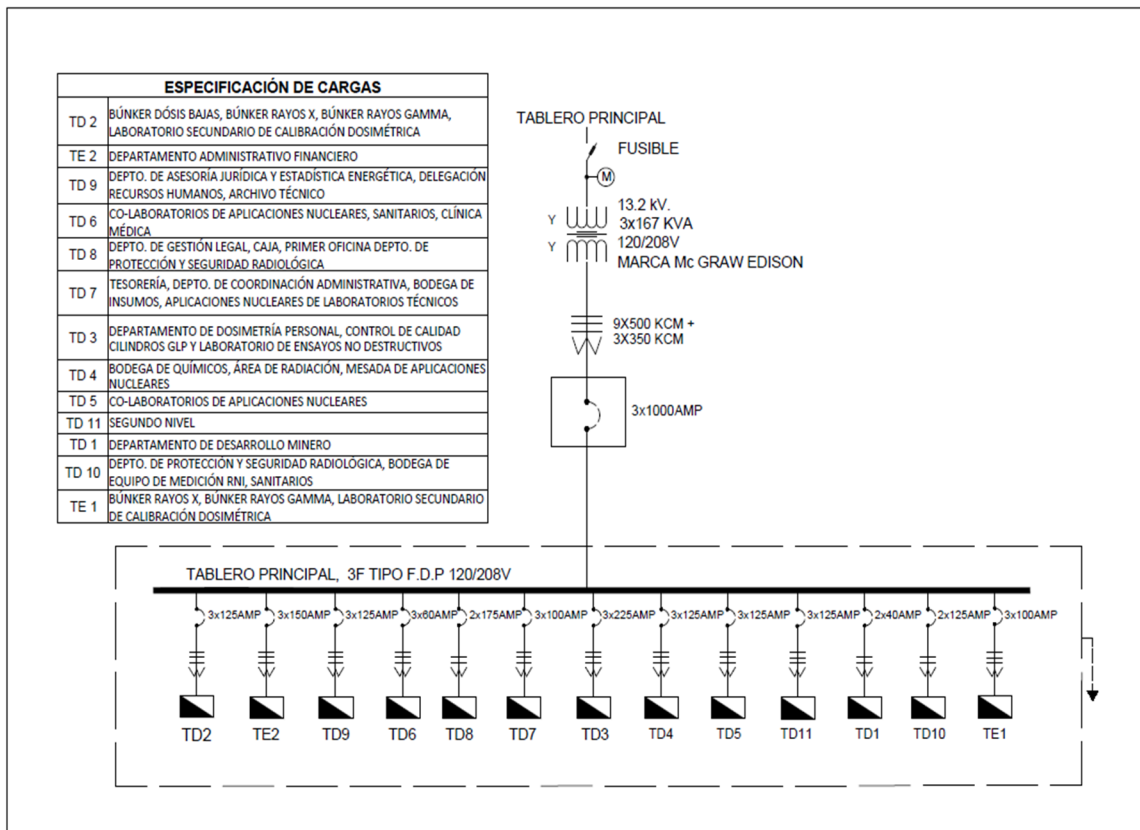 ESPECIFICACIÓN DE CARGAS
TD 2
BÚNKER DÓSIS BAJAS, BÚNKER RAYOS X, BÚNKER RAYOS GAMMA,
LABORATORIO SECUNDARIO DE CALIBRACIÓN DOSIMÉTRICA
TE 2
DEPARTAMENTO ADMINISTRATIVO FINANCIERO
TD 9
DEPTO. DE ASESORÍA JURÍDICA Y ESTADÍSTICA ENERGÉTICA, DELEGACIÓN
RECURSOS HUMANOS, ARCHIVO TÉCNICO
TD 6
CO-LABORATORIOS DE APLICACIONES NUCLEARES, SANITARIOS, CLÍNICA
MÉDICA
TD 8
DEPTO. DE GESTIÓN LEGAL, CAJA, PRIMER OFICINA DEPTO. DE
PROTECCIÓN Y SEGURIDAD RADIOLÓGICA
TD 7
TESORERÍA, DEPTO. DE COORDINACIÓN ADMINISTRATIVA, BODEGA DE
INSUMOS, APLICACIONES NUCLEARES DE LABORATORIOS TÉCNICOS
TD 3
DEPARTAMENTO DE DOSIMETRÍA PERSONAL, CONTROL DE CALIDAD
CILINDROS GLP Y LABORATORIO DE ENSAYOS NO DESTRUCTIVOS
TD 4
BODEGA DE QUÍMICOS, ÁREA DE RADIACIÓN, MESADA DE APLICACIONES
NUCLEARES
TD 5
CO-LABORATORIOS DE APLICACIONES NUCLEARES
TD 11
SEGUNDO NIVEL
TD 1
DEPARTAMENTO DE DESARROLLO MINERO
TD 10
DEPTO. DE PROTECCIÓN Y SEGURIDAD RADIOLÓGICA, BODEGA DE
EQUIPO DE MEDICIÓN RNI, SANITARIOS
TE 1
BÚNKER RAYOS X, BÚNKER RAYOS GAMMA, LABORATORIO SECUNDARIO
DE CALIBRACIÓN DOSIMÉTRICA
TABLERO PRINCIPAL
FUSIBLE
M
13.2 kV.
Y
3x167 KVA
Y
120/208V
MARCA Mc GRAW EDISON
9X500 KCM +
3X350 KCM
3x1000AMP
TABLERO PRINCIPAL, 3F TIPO F.D.P 120/208V
3x125AMP 3x150AMP 3x125AMP 3x60AMP 2x175AMP 3x100AMP 3x225AMP 3x125AMP 3x125AMP 3x125AMP 2x40AMP 2x125AMP 3x100AMP
TD2 TE2 TD9 TD6 TD8 TD7 TD3 TD4 TD5 TD11 TD1 TD10 TE1